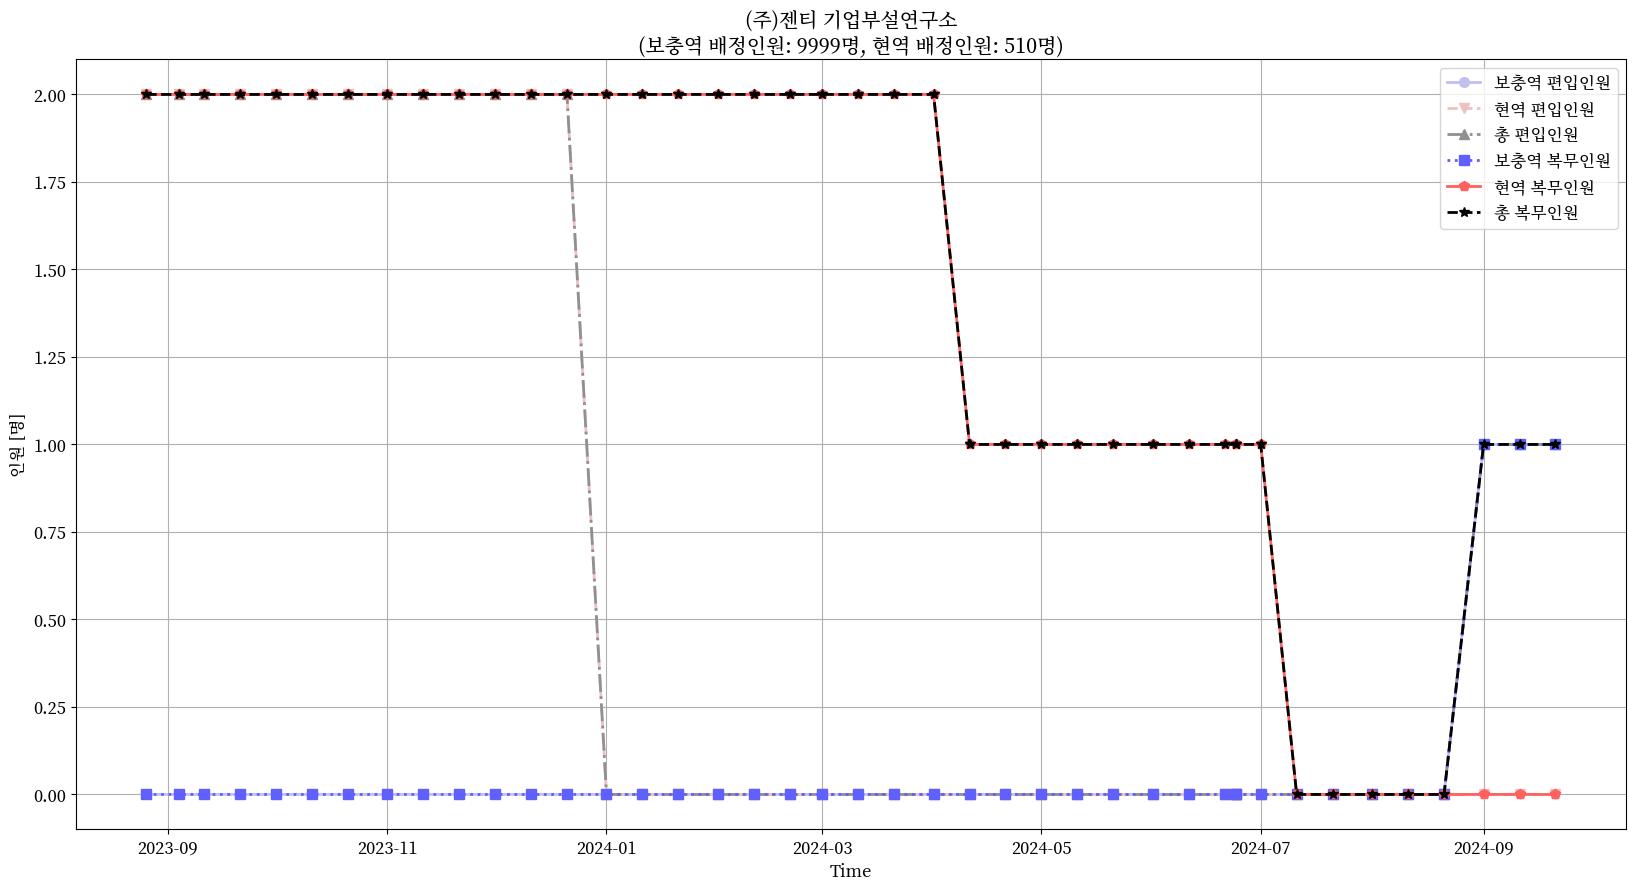 (주)젠티 기업부설연구소
(보충역 배정인원: 9999명, 현역 배정인원: 510명)
보충역 편입인원
현역 편입인원
총 편입인원
보충역 복무인원
현역 복무인원
총 복무인원
인원 [명]
2.00
1.75
1.50
1.25
1.00
0.75
0.50
0.25
0.00
2023-09
2023-11
2024-01
2024-03
2024-05
2024-07
2024-09
Time